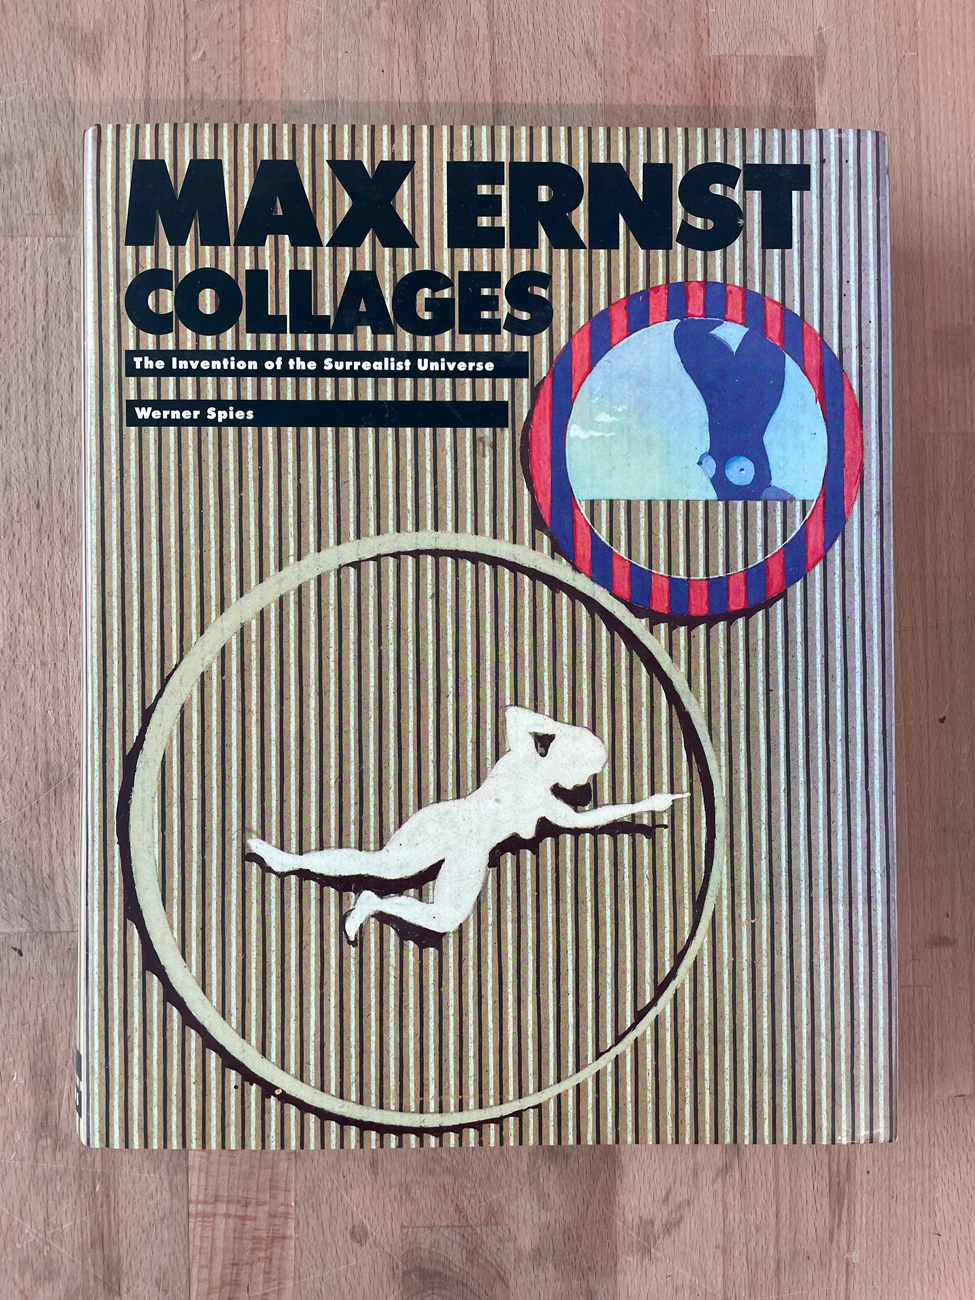 MAX ERNST
COLLAGES
The Invention of the Surrealist Universe
Werner Spies